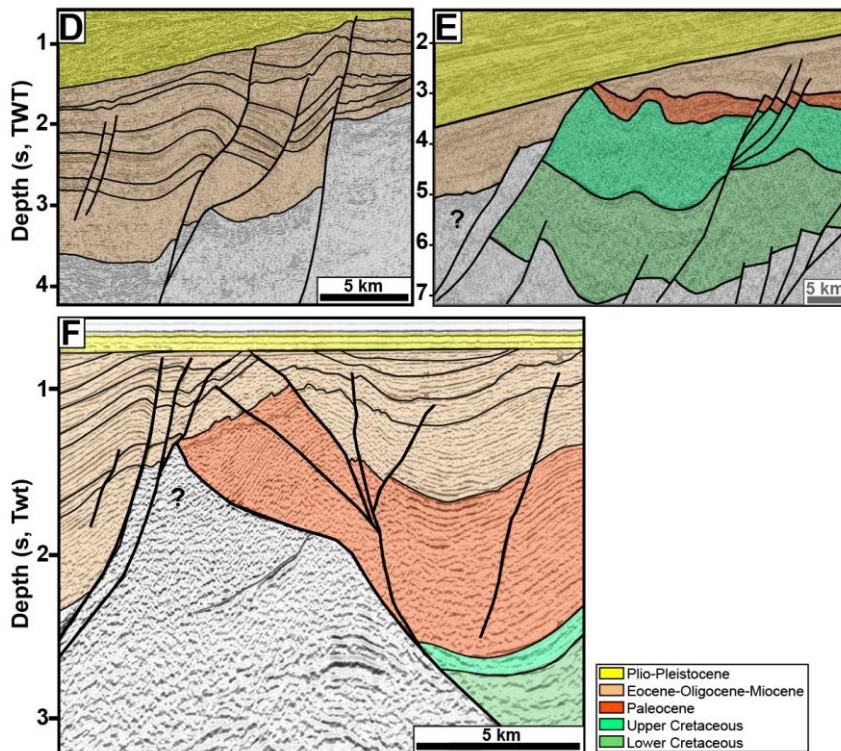 D
1
2
3
4
Depth (s, TWT)
5 km
E
2
3
4
5
6
7
?
5 km
F
1
2
3
Depth (s, Twt)
?
5 km
Plio-Pleistocene
Eocene-Oligocene-Miocene
Paleocene
Upper Cretaceous
Lower Cretaceous